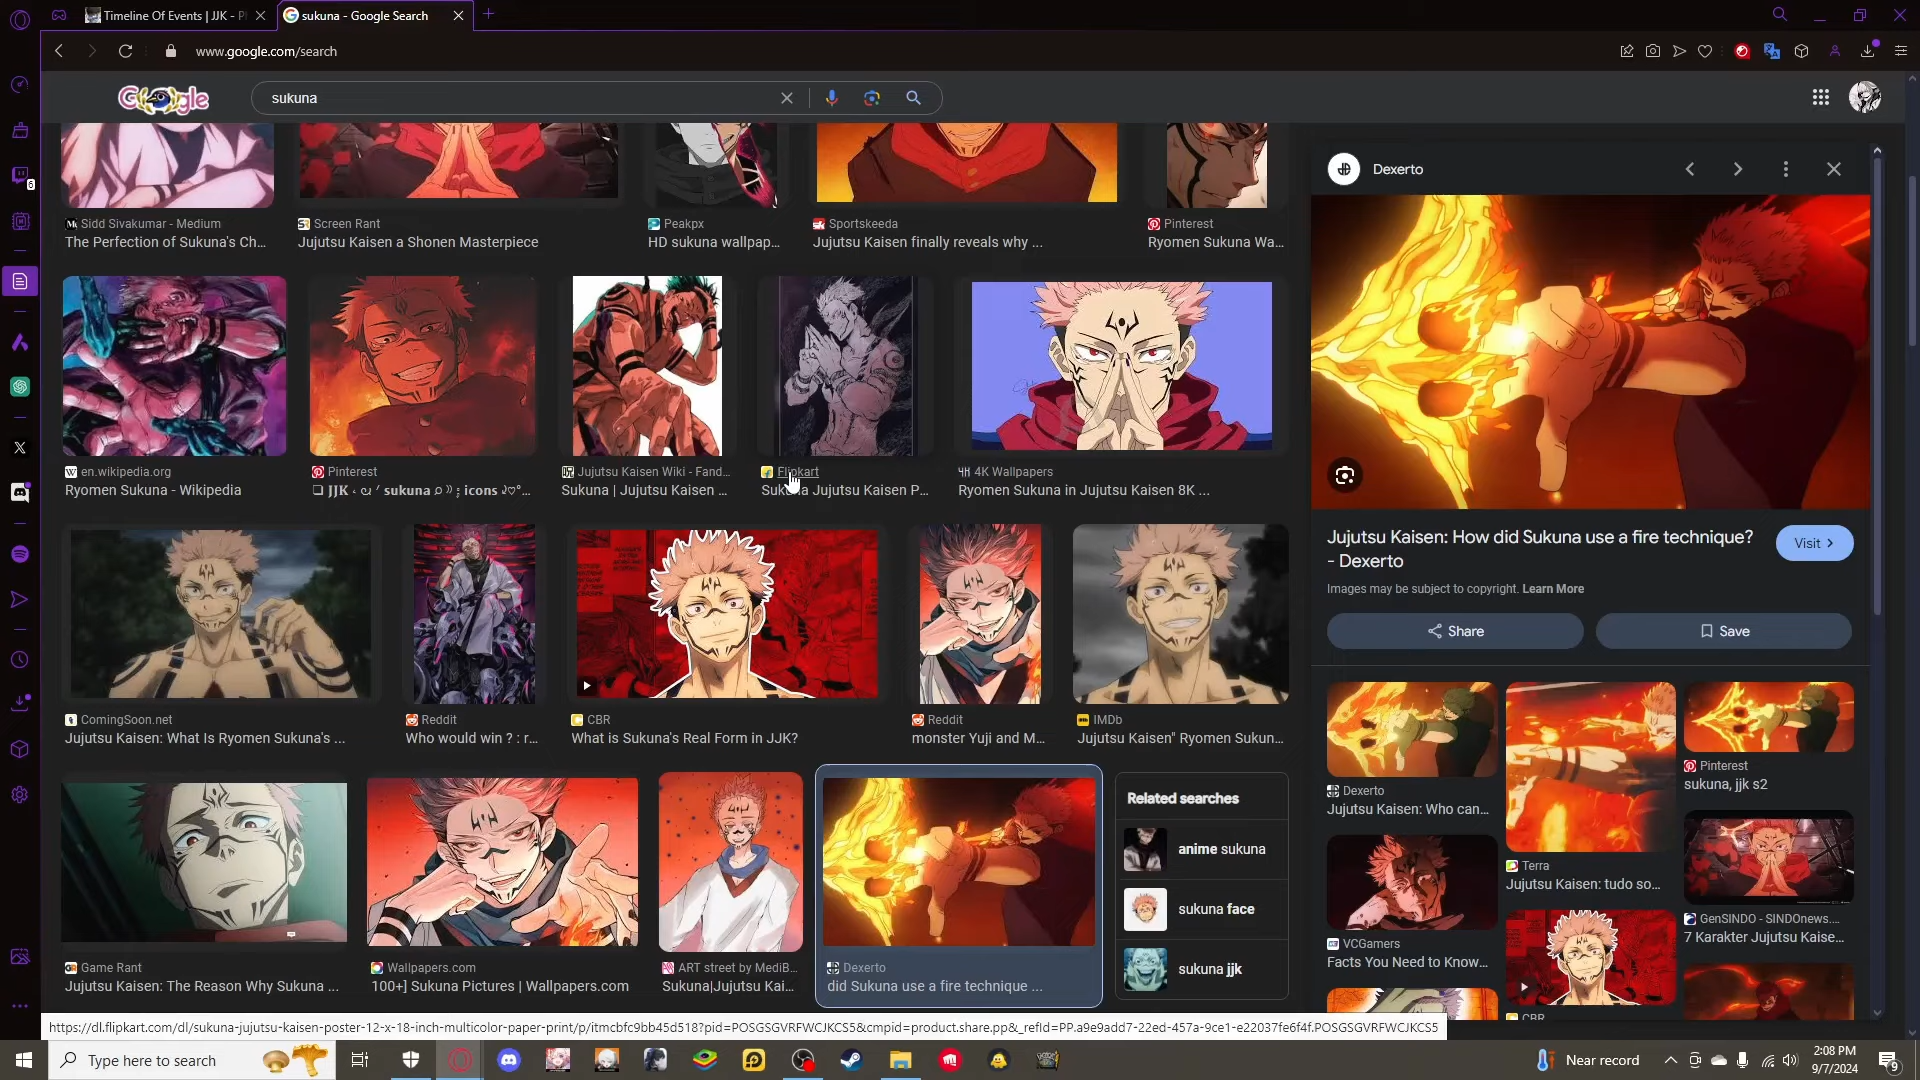 Timeline Of Events | JJK - P
sukuna - Google Search
www.google.com/search
Google
sukuna
6
Sidd Sivakumar - Medium
The Perfection of Sukuna's Ch...
Screen Rant
Jujutsu Kaisen a Shonen Masterpiece
Peakpx
HD sukuna wallpap...
Sportskeeda
Jujutsu Kaisen finally reveals why ...
Pinterest
Ryomen Sukuna Wa...
en.wikipedia.org
Ryomen Sukuna - Wikipedia
Pinterest
sukuna
icons
Jujutsu Kaisen Wiki - Fand...
Sukuna | Jujutsu Kaisen ...
Flipkart
Sukuna Jujutsu Kaisen P...
4K Wallpapers
Ryomen Sukuna in Jujutsu Kaisen 8K ...
ComingSoon.net
Jujutsu Kaisen: What Is Ryomen Sukuna's ...
Reddit
Who would win ? : r...
CBR
What is Sukuna's Real Form in JJK?
Reddit
monster Yuji and M...
IMDb
Jujutsu Kaisen" Ryomen Sukun...
Game Rant
Jujutsu Kaisen: The Reason Why Sukuna ...
Wallpapers.com
100+] Sukuna Pictures | Wallpapers.com
ART street by MediB...
Sukuna|Jujutsu Kai...
Dexerto
did Sukuna use a fire technique ...
Related searches
anime sukuna
sukuna face
sukuna jjk
Dexerto
Jujutsu Kaisen: How did Sukuna use a fire technique?
- Dexerto
Visit
Images may be subject to copyright. Learn More
Share
Save
Dexerto
Jujutsu Kaisen: Who can...
Pinterest
sukuna, jjk s2
Terra
Jujutsu Kaisen: tudo so...
VCGamers
Facts You Need to Know...
GenSINDO - SINDOnews....
7 Karakter Jujutsu Kaise...
CBR
https://dl.flipkart.com/dl/sukuna-jujutsu-kaisen-poster-12-x-18-inch-multicolor-paper-print/p/itmcbfc9bb45d518?pid=POSGSGVRFWCJKCS5&cmpid=product.share.pp&_refId=PP.a9e9add7-22ed-457a-9ce1-e22037fe6f4f.POSGSGVRFWCJKCS5
Type here to search
Near record
2:08 PM
9/7/2024
9